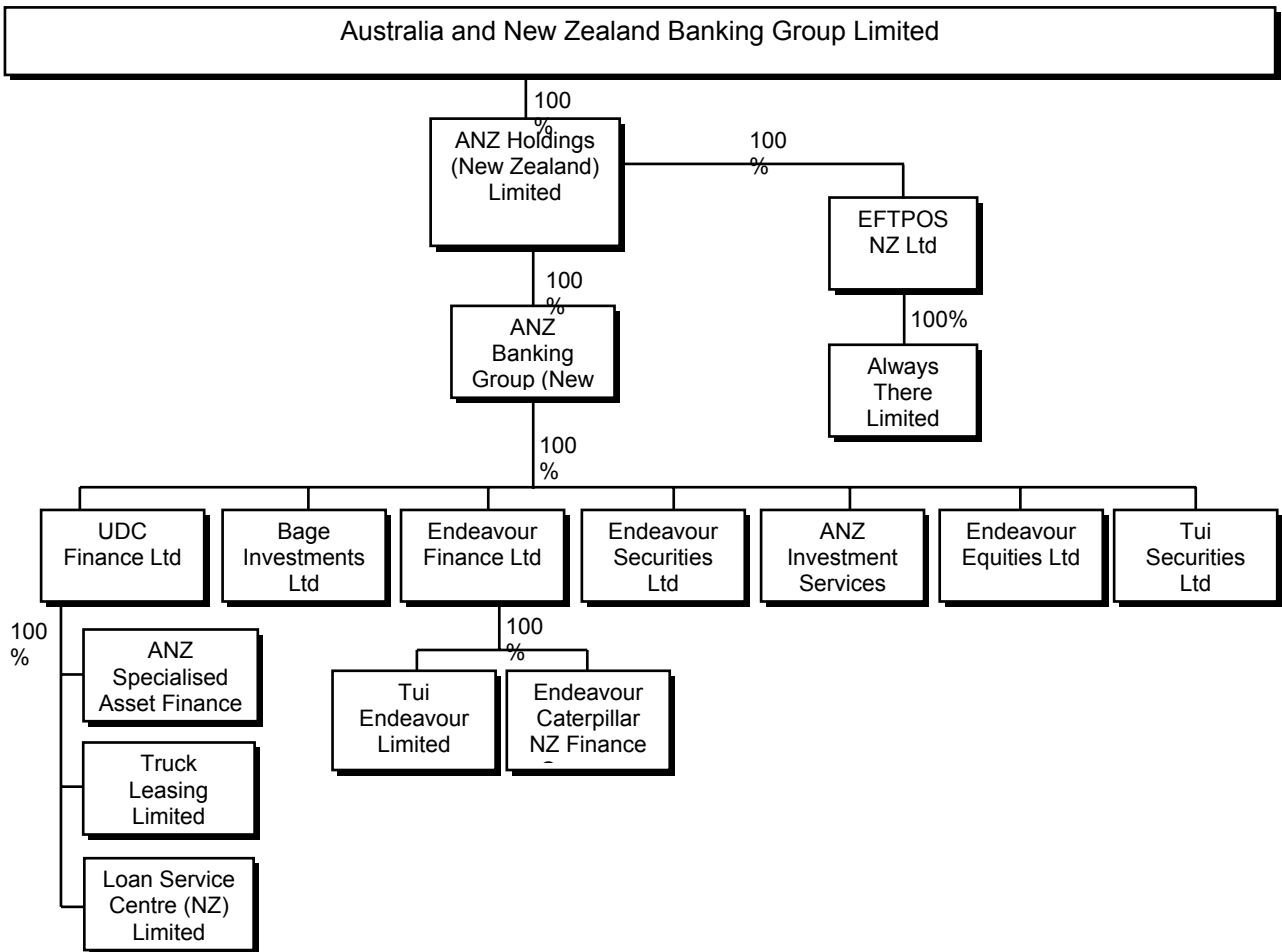 Australia and New Zealand Banking Group Limited
100
%
ANZ Holdings
(New Zealand)
Limited
100
%
EFTPOS
NZ Ltd
100
%
ANZ
Banking
Group (New
100%
Always
There
Limited
100
%
UDC
Finance Ltd
Bage
Investments
Ltd
Endeavour
Finance Ltd
Endeavour
Securities
Ltd
ANZ
Investment
Services
Endeavour
Equities Ltd
Tui
Securities
Ltd
100
%
ANZ
Specialised
Asset Finance
Truck
Leasing
Limited
Loan Service
Centre (NZ)
Limited
100
%
Tui
Endeavour
Limited
Endeavour
Caterpillar
NZ Finance